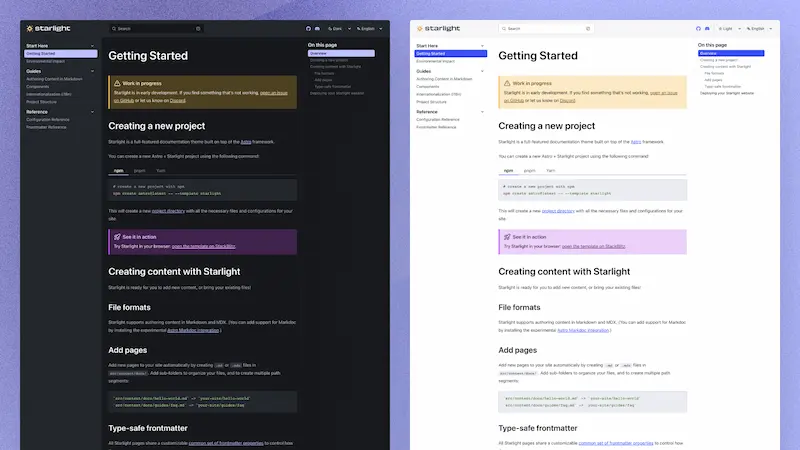 starlight
Search
Dark
English
Start Here
Getting Started
Environmental Impact
Guides
Authoring Content in Markdown
Components
Internationalization (i18n)
Project Structure
Reference
Configuration Reference
Frontmatter Reference
Getting Started
Work in progress
Starlight is in early development. If you find something that's not working, open an issue
on GitHub or let us know on Discord.
Creating a new project
Starlight is a full-featured documentation theme built on top of the Astro framework.
You can create a new Astro + Starlight project using the following command:
npm pnpm Yarn
# create a new project with npm
npm create astro@latest -- --template starlight
This will create a new project directory with all the necessary files and configurations for your
site.
See it in action
Try Starlight in your browser: open the template on StackBlitz.
Creating content with Starlight
Starlight is ready for you to add new content, or bring your existing files!
File formats
Starlight supports authoring content in Markdown and MDX. (You can add support for Markdoc
by installing the experimental Astro Markdoc Integration.)
Add pages
Add new pages to your site automatically by creating .md or .mdx files in
src/content/docs/. Add sub-folders to organize your files, and to create multiple path
segments:
'src/content/docs/hello-world.md' => 'your-site/hello-world'
'src/content/docs/guides/faq.md' => 'your-site/guides/faq'
Type-safe frontmatter
All Starlight pages share a customizable common set of frontmatter properties to control how
On this page
Overview
Creating a new project
Creating content with Starlight
File formats
Add pages
Type-safe frontmatter
Deploying your Starlight website
starlight
Search
Light
English
Start Here
Getting Started
Environmental Impact
Guides
Authoring Content in Markdown
Components
Internationalization (i18n)
Project Structure
Reference
Configuration Reference
Frontmatter Reference
Getting Started
Work in progress
Starlight is in early development. If you find something that's not working, open an issue
on GitHub or let us know on Discord.
Creating a new project
Starlight is a full-featured documentation theme built on top of the Astro framework.
You can create a new Astro + Starlight project using the following command:
npm pnpm Yarn
# create a new project with npm
npm create astro@latest -- --template starlight
This will create a new project directory with all the necessary files and configurations for your
site.
See it in action
Try Starlight in your browser: open the template on StackBlitz.
Creating content with Starlight
Starlight is ready for you to add new content, or bring your existing files!
File formats
Starlight supports authoring content in Markdown and MDX. (You can add support for Markdoc
by installing the experimental Astro Markdoc Integration.)
Add pages
Add new pages to your site automatically by creating .md or .mdx files in
src/content/docs/. Add sub-folders to organize your files, and to create multiple path
segments:
'src/content/docs/hello-world.md' => 'your-site/hello-world'
'src/content/docs/guides/faq.md' => 'your-site/guides/faq'
Type-safe frontmatter
All Starlight pages share a customizable common set of frontmatter properties to control how
On this page
Overview
Creating a new project
Creating content with Starlight
File formats
Add pages
Type-safe frontmatter
Deploying your Starlight website